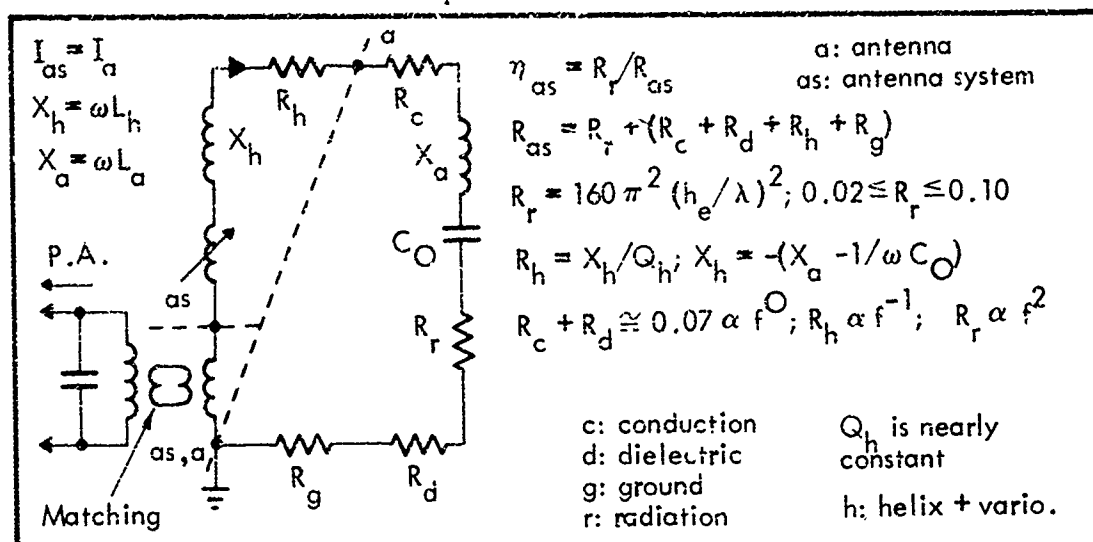 I_as = I_a
X_h = ωL_h
X_a = ωL_a
P.A.
as
as,a
Matching
a
R_h
R_c
X_h
X_a
C_O
R_r
R_g
R_d
η_as = R_r/R_as
a: antenna
as: antenna system
R_as = R_r + (R_c + R_d + R_h + R_g)
R_r = 160 π² (h_e/λ)²; 0.02 ≤ R_r ≤ 0.10
R_h = X_h/Q_h; X_h = -(X_a -1/ω C_O)
R_c + R_d ≅ 0.07 α f^O; R_h α f^-1; R_r α f^2
c: conduction
d: dielectric
g: ground
r: radiation
Q_h is nearly
constant
h: helix + vario.